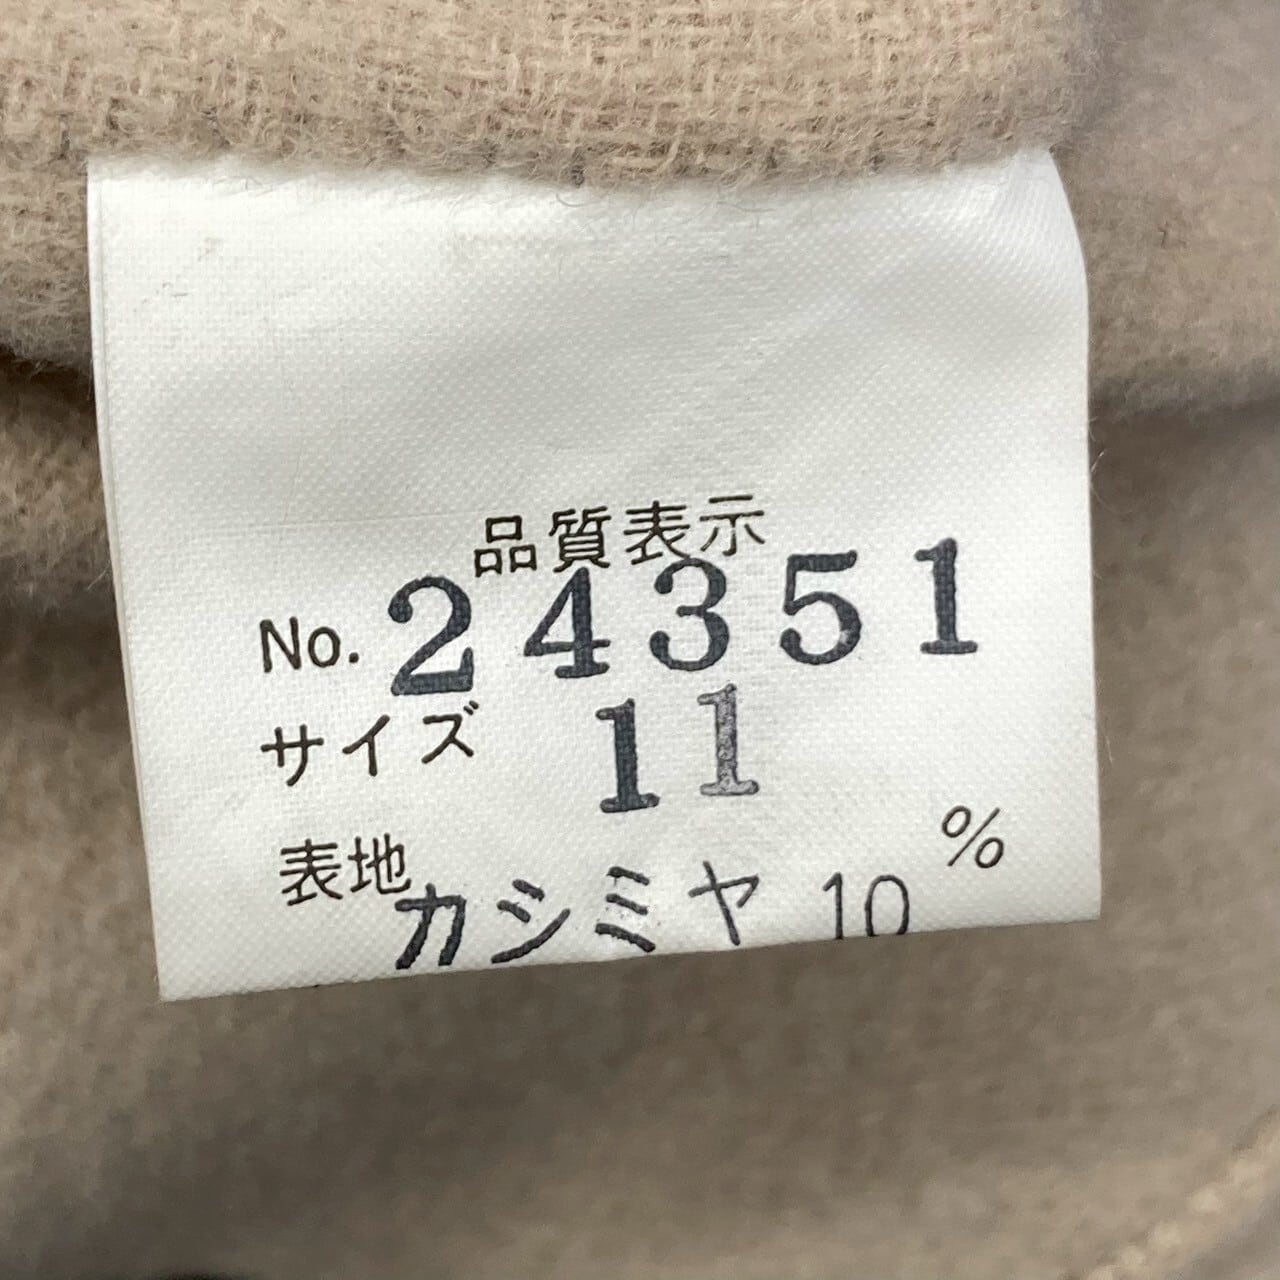 品質表示
No. 24351
サイズ 11
表地 カシミヤ 10 %